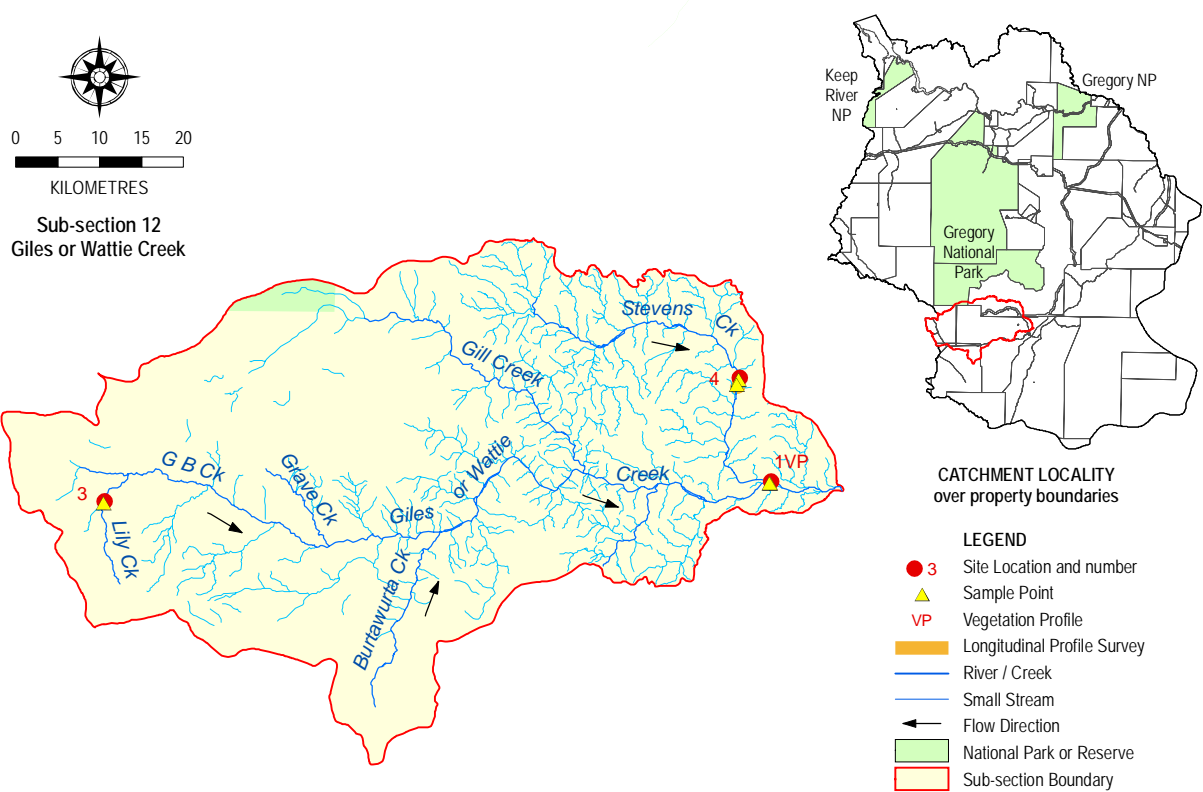 0 5 10 15 20
KILOMETRES
Sub-section 12
Giles or Wattie Creek
Stevens Ck
Gill Creek
4
1VP
G B Ck
Grave Ck
Giles or Wattie Creek
3
Lily Ck
Burtawurta Ck
Keep
River
NP
Gregory NP
Gregory
National
Park
CATCHMENT LOCALITY
over property boundaries
LEGEND
3 Site Location and number
Sample Point
VP Vegetation Profile
Longitudinal Profile Survey
River / Creek
Small Stream
Flow Direction
National Park or Reserve
Sub-section Boundary